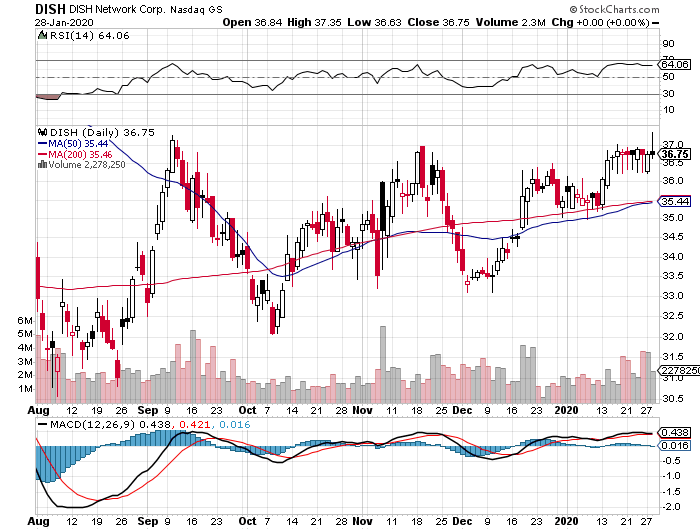 DISH DISH Network Corp. Nasdaq GS
© StockCharts.com
28-Jan-2020
Open 36.84 High 37.35 Low 36.63 Close 36.75 Volume 2.3M Chg +0.00 (+0.00%)
RSI(14) 64.06
90
70
64.06
50
30
10
DISH (Daily) 36.75
MA(50) 35.44
MA(200) 35.46
Volume 2,278,250
37.0
36.75
36.5
36.0
35.44
35.0
34.5
34.0
33.5
33.0
32.5
32.0
31.5
31.0
30.5
6M
5M
4M
3M
2M
1M
2278250
Aug 12 19 26 Sep 9 16 23 Oct 7 14 21 28 Nov 11 18 25 Dec 9 16 23 2020 13 21 27
MACD(12,26,9) 0.438, 0.421, 0.016
0.438
0.016
-0.5
-1.0
-1.5
-2.0
Aug 12 19 26 Sep 9 16 23 Oct 7 14 21 28 Nov 11 18 25 Dec 9 16 23 2020 13 21 27